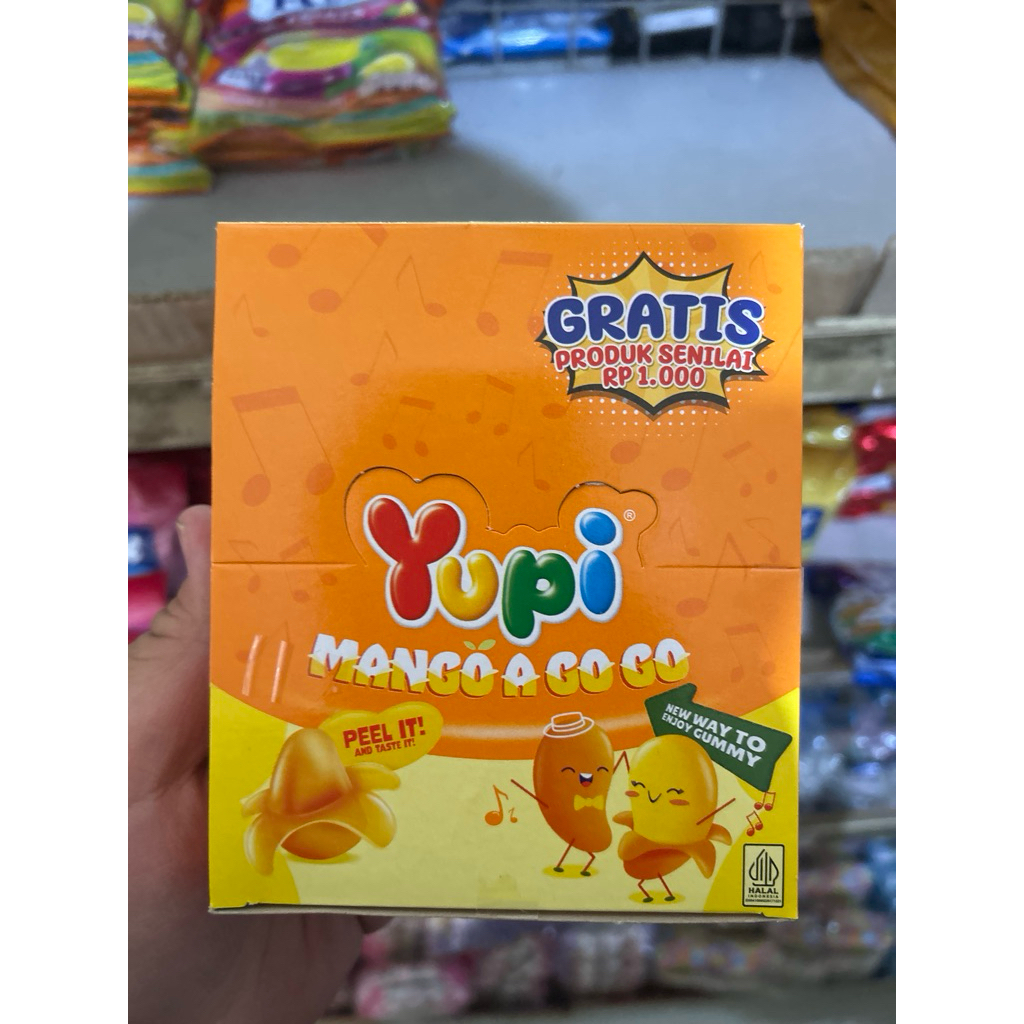 GRATIS
PRODUK SENILAI
RP 1.000
Yupi®
MANGO A GO GO
PEEL IT!
AND TASTE IT!
NEW WAY TO
ENJOY GUMMY
HALAL
INDONESIA